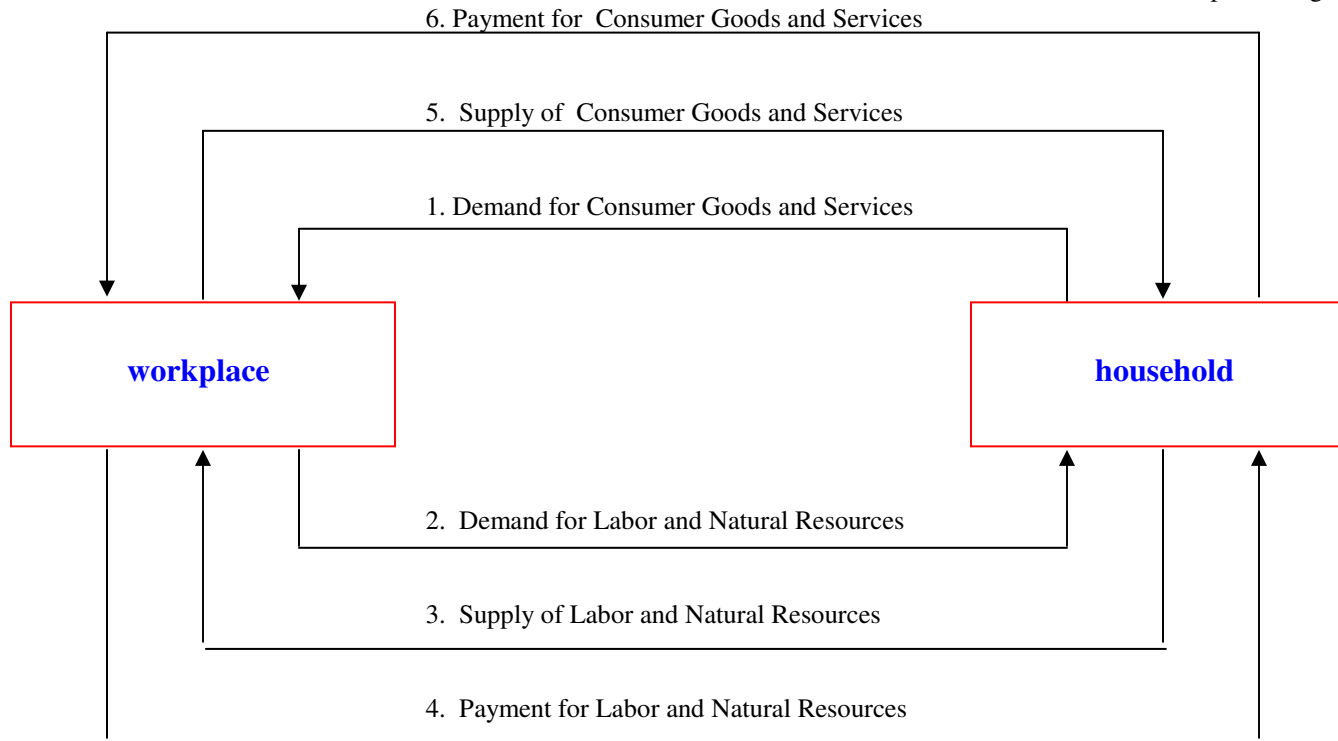 6. Payment for Consumer Goods and Services
5. Supply of Consumer Goods and Services
1. Demand for Consumer Goods and Services
workplace
household
2. Demand for Labor and Natural Resources
3. Supply of Labor and Natural Resources
4. Payment for Labor and Natural Resources